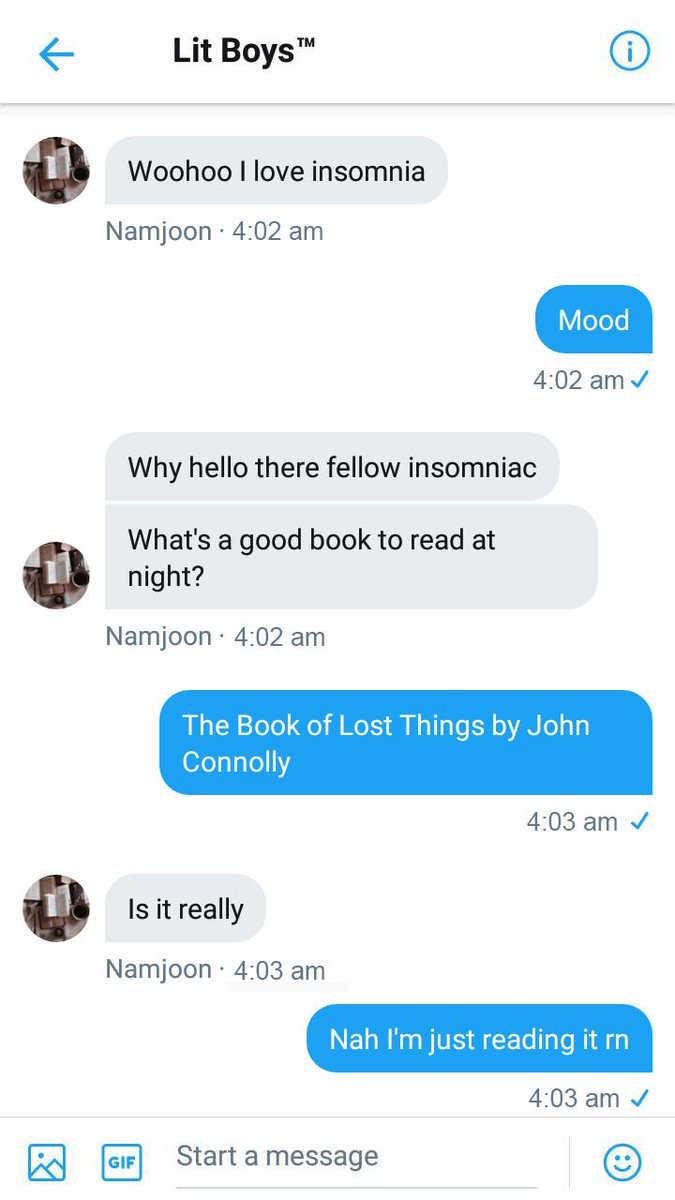 Lit Boys™
Woohoo I love insomnia
Namjoon · 4:02 am
Mood
4:02 am ✓
Why hello there fellow insomniac
What's a good book to read at
night?
Namjoon · 4:02 am
The Book of Lost Things by John
Connolly
4:03 am ✓
Is it really
Namjoon · 4:03 am
Nah I'm just reading it rn
4:03 am ✓
GIF
Start a message